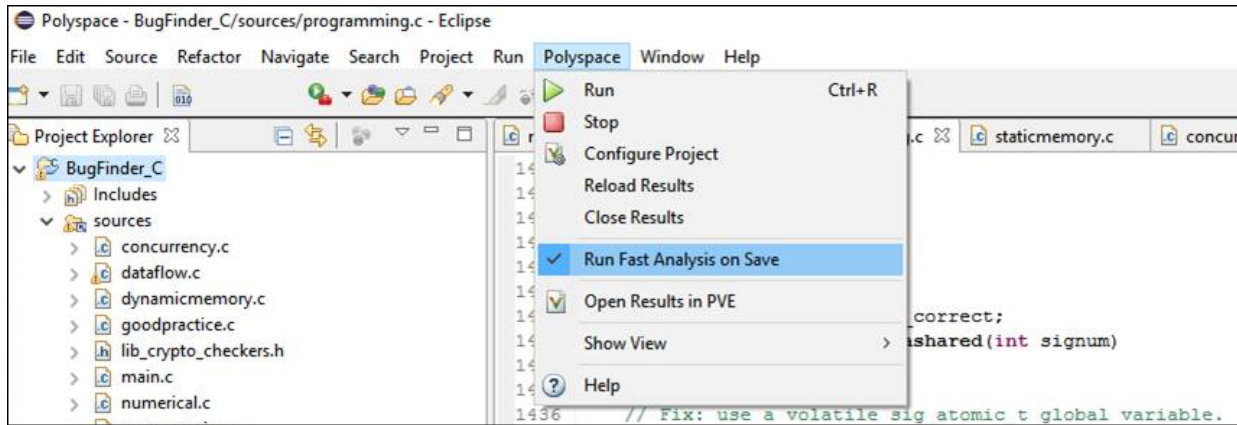 Polyspace - BugFinder_C/sources/programming.c - Eclipse
File Edit Source Refactor Navigate Search Project Run Polyspace Window Help
010
Run Ctrl+R
Stop
Configure Project
Reload Results
Close Results
Run Fast Analysis on Save
Open Results in PVE
Show View
Help
Project Explorer
BugFinder_C
Includes
sources
concurrency.c
dataflow.c
dynamicmemory.c
goodpractice.c
lib_crypto_checkers.h
main.c
numerical.c
.c staticmemory.c
correct;
shared(int signum)
1436 // Fix: use a volatile sig_atomic_t global variable.